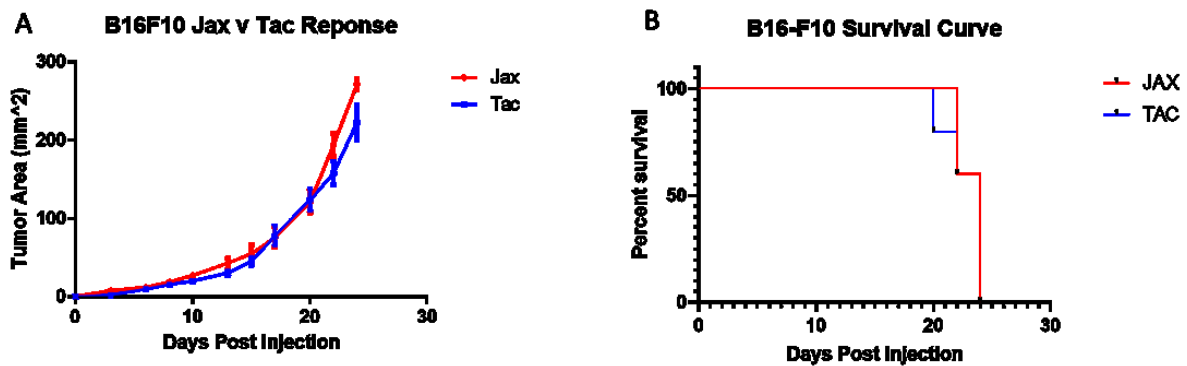 A
B16F10 Jax v Tac Reponse
Tumor Area (mm^2)
300
200
100
0
0
10
20
30
Days Post Injection
Jax
Tac
B
B16-F10 Survival Curve
Percent survival
100
50
0
0
10
20
30
Days Post Injection
JAX
TAC